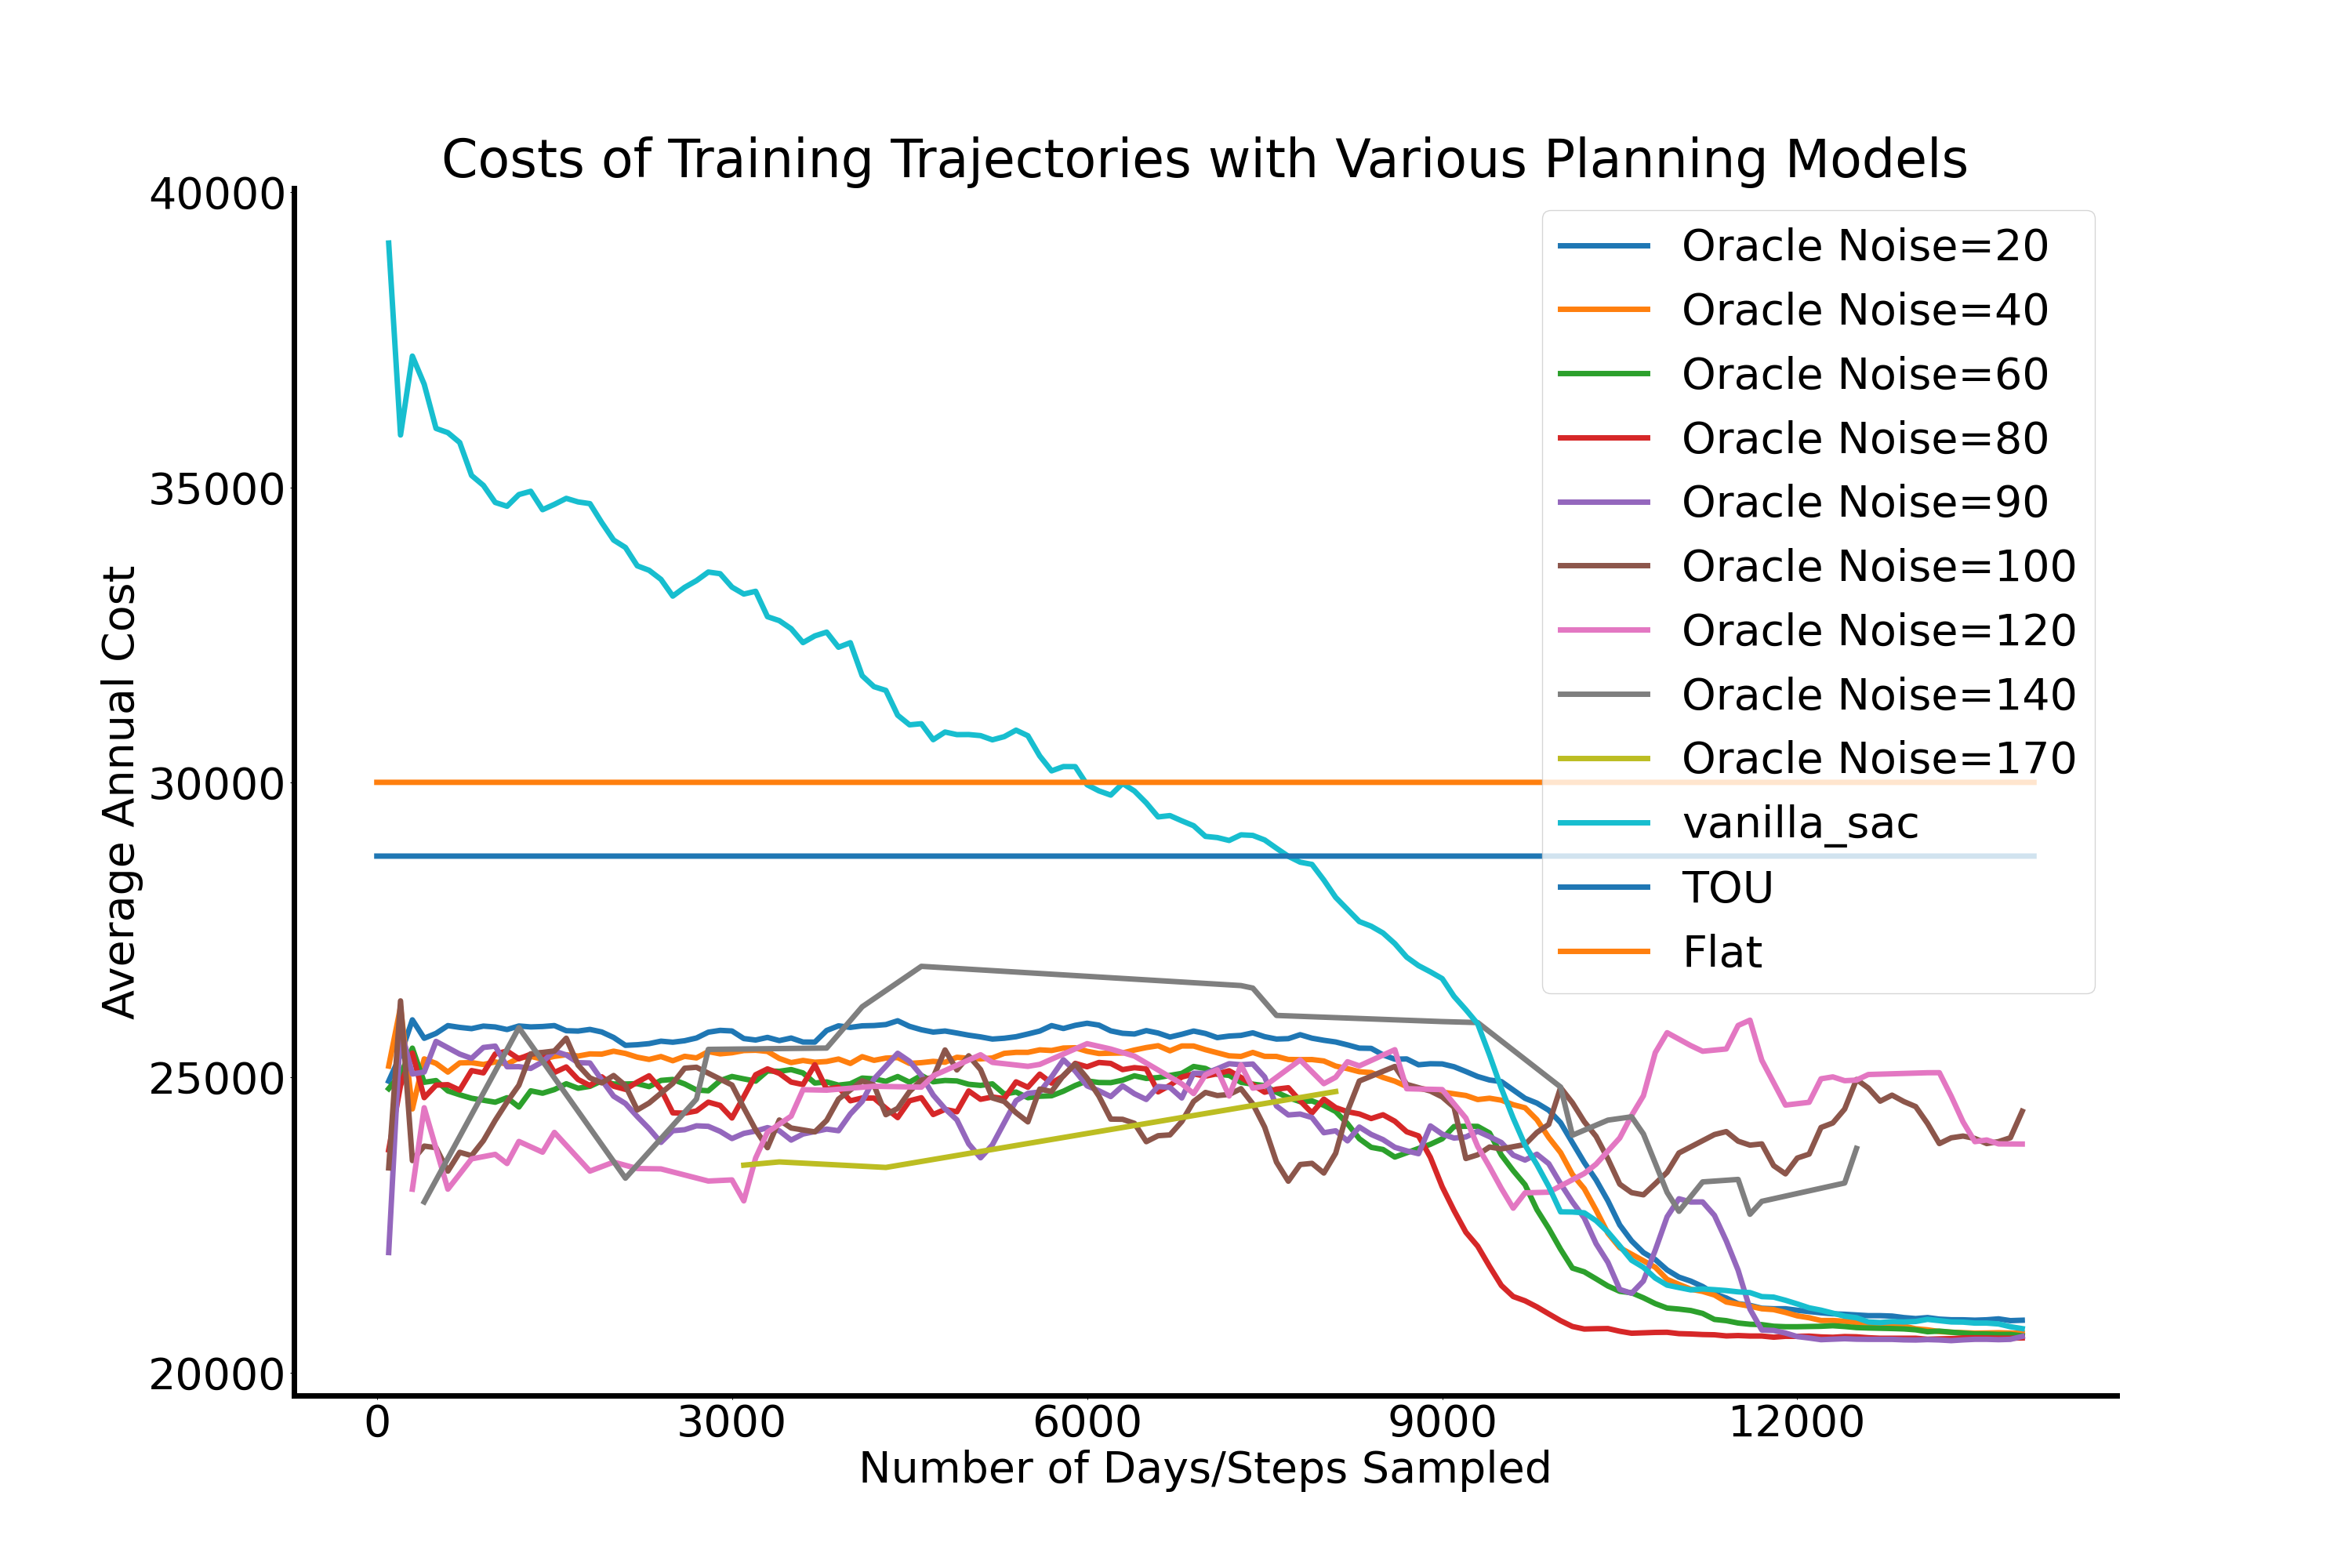 Costs of Training Trajectories with Various Planning Models
40000
35000
30000
25000
20000
Average Annual Cost
Oracle Noise=20
Oracle Noise=40
Oracle Noise=60
Oracle Noise=80
Oracle Noise=90
Oracle Noise=100
Oracle Noise=120
Oracle Noise=140
Oracle Noise=170
vanilla_sac
TOU
Flat
0 3000 6000 9000 12000
Number of Days/Steps Sampled